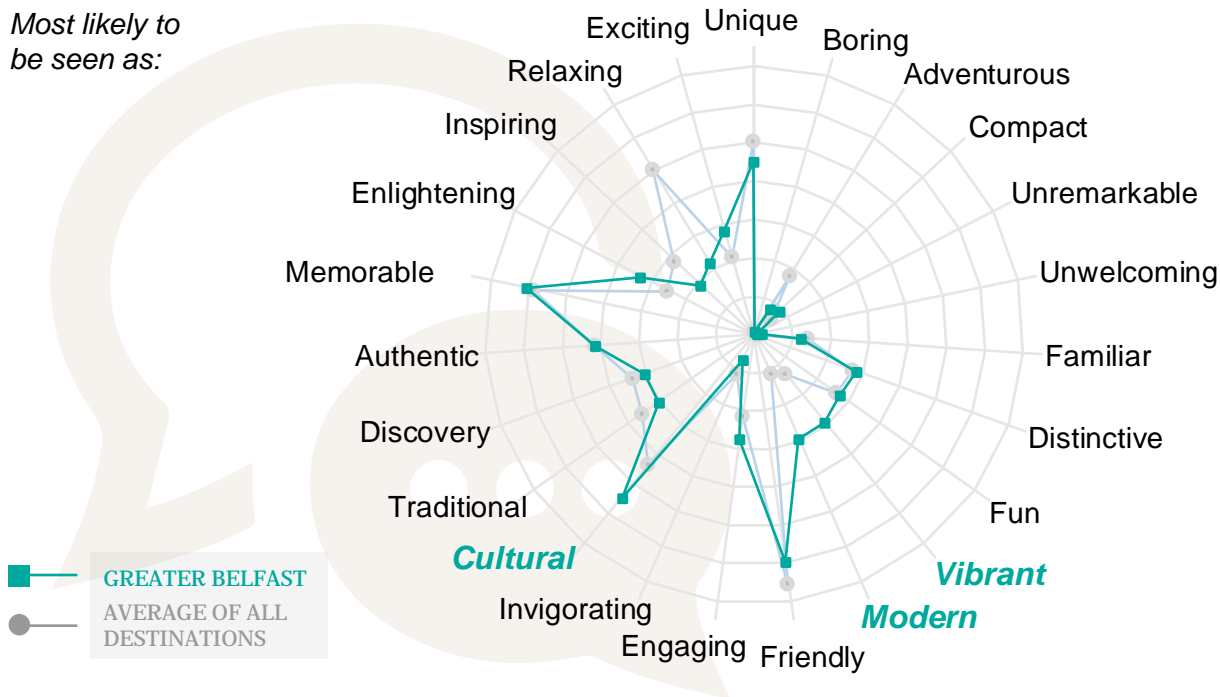 Most likely to
be seen as:
Unique
Boring
Adventurous
Compact
Unremarkable
Unwelcoming
Familiar
Distinctive
Fun
Vibrant
Modern
Friendly
Engaging
Invigorating
Cultural
Traditional
Discovery
Authentic
Memorable
Enlightening
Inspiring
Relaxing
Exciting
GREATER BELFAST
AVERAGE OF ALL
DESTINATIONS